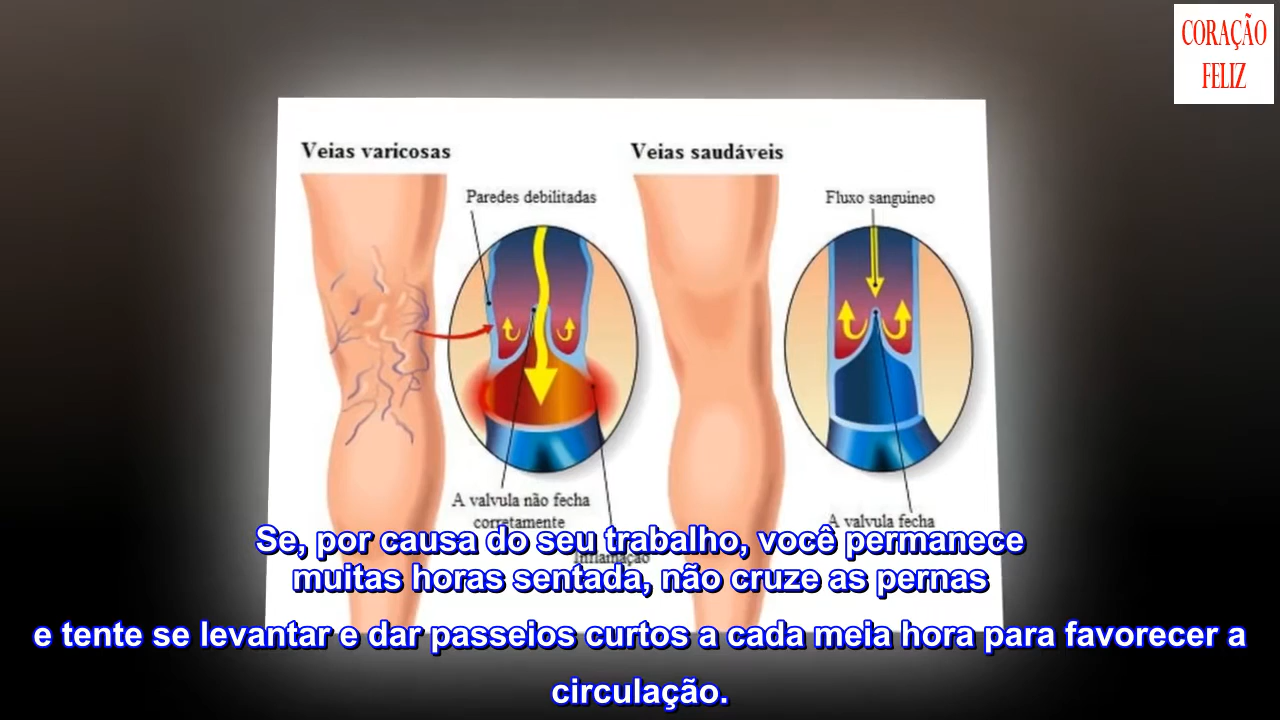 CORAÇÃO
FELIZ
Veias varicosas
Veias saudáveis
Paredes debilitadas
Fluxo sanguineo
A valvula não fecha
corretamente
A valvula fecha
Inflamação
Se, por causa do seu trabalho, você permanece
muitas horas sentada, não cruze as pernas
e tente se levantar e dar passeios curtos a cada meia hora para favorecer a
circulação.